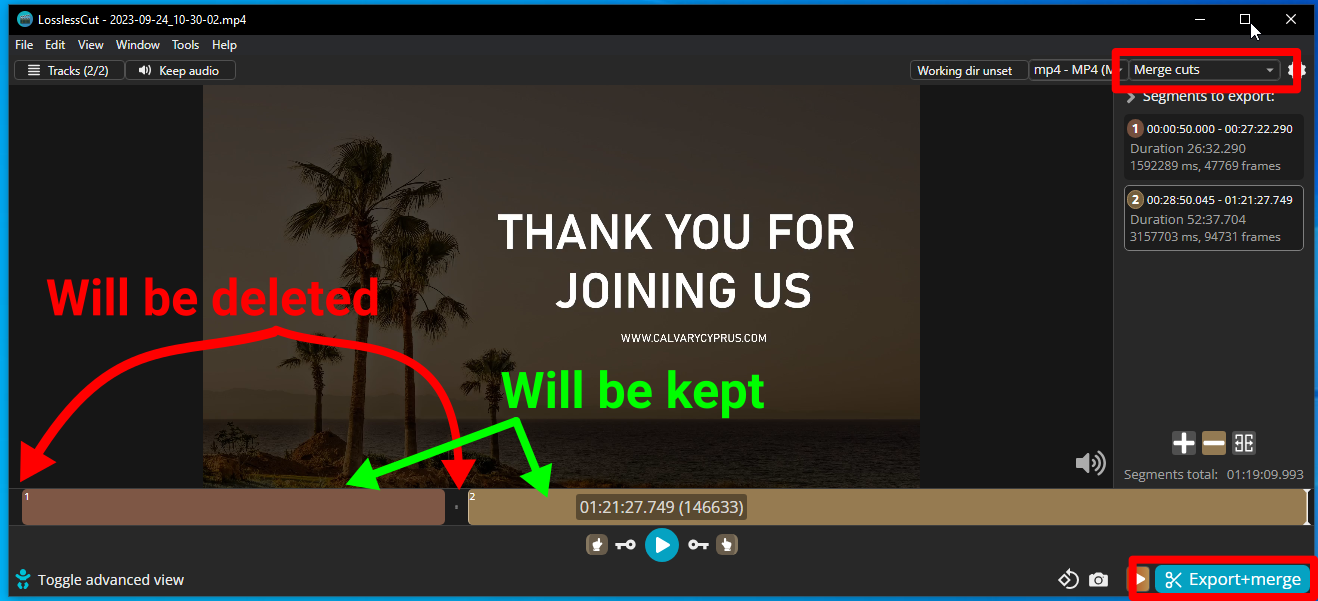 LosslessCut - 2023-09-24_10-30-02.mp4
File Edit View Window Tools Help
Tracks (2/2) Keep audio Working dir unset mp4 - MP4 (M Merge cuts
Segments to export:
1 00:00:50.000 - 00:27:22.290
Duration 26:32.290
1592289 ms, 47769 frames
2 00:28:50.045 - 01:21:27.749
Duration 52:37.704
3157703 ms, 94731 frames
THANK YOU FOR
JOINING US
WWW.CALVARYCYPRUS.COM
Will be deleted
Will be kept
Segments total: 01:19:09.993
1 2
01:21:27.749 (146633)
Toggle advanced view Export+merge